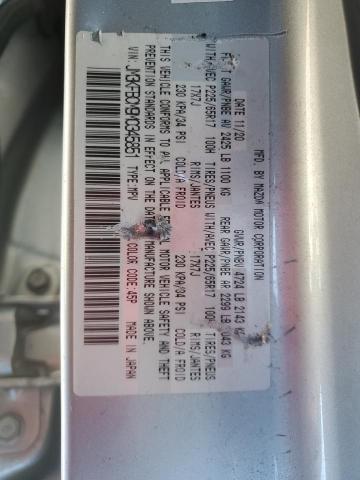 MFD. BY MAZDA MOTOR CORPORATION
DATE 11/20 GVWR/PNBV 4724 LB 2143 KG
GAWR/PNBE AV 2425 LB 1100 KG REAR GAWR/PNBE AR 2299 LB KG
WITH/AVEC P225/65R17 100H TIRES/PNEUS WITH/AVEC P225/65R17 100H TIRES/PNEUS
17X7J RIMS/JANTES 17X7J RIMS/JANTES
230 KPA/34 PSI COLD/A FROID 230 KPA/34 PSI COLD/A FROID
THIS VEHICLE CONFORMS TO ALL APPLICABLE MOTOR VEHICLE SAFETY AND THEFT
PREVENTION STANDARDS IN EFFECT ON THE DATE MANUFACTURE SHOWN ABOVE.
VIN: JM3KFBCM9M0345851 TYPE:MPV COLOR CODE:45P MADE IN JAPAN